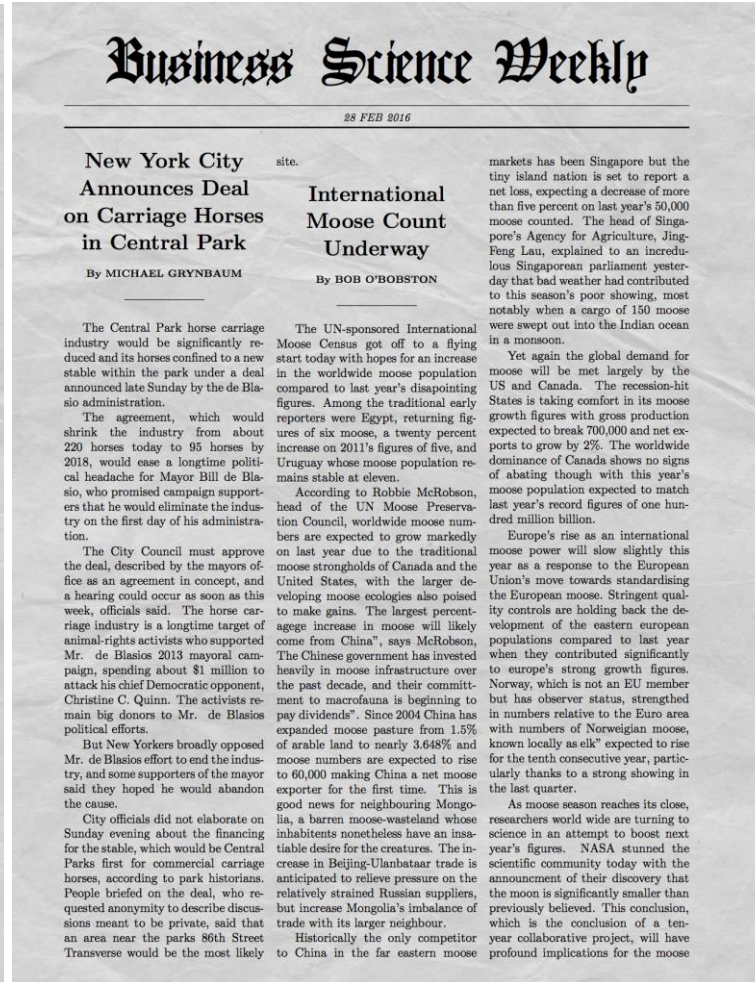 Business Science Weekly
28 FEB 2016
New York City
Announces Deal
on Carriage Horses
in Central Park
By MICHAEL GRYNBAUM
The Central Park horse carriage
industry would be significantly re-
duced and its horses confined to a new
stable within the park under a deal
announced late Sunday by the de Bla-
sio administration.
The agreement, which would
shrink the industry from about
220 horses today to 95 horses by
2018, would ease a longtime politi-
cal headache for Mayor Bill de Bla-
sio, who promised campaign support-
ers that he would eliminate the indus-
try on the first day of his administra-
tion.
The City Council must approve
the deal, described by the mayors of-
fice as an agreement in concept, and
a hearing could occur as soon as this
week, officials said. The horse car-
riage industry is a longtime target of
animal-rights activists who supported
Mr. de Blasios 2013 mayoral cam-
paign, spending about $1 million to
attack his chief Democratic opponent,
Christine C. Quinn. The activists re-
main big donors to Mr. de Blasios
political efforts.
But New Yorkers broadly opposed
Mr. de Blasios effort to end the indus-
try, and some supporters of the mayor
said they hoped he would abandon
the cause.
City officials did not elaborate on
Sunday evening about the financing
for the stable, which would be Central
Parks first for commercial carriage
horses, according to park historians.
People briefed on the deal, who re-
quested anonymity to describe discus-
sions meant to be private, said that
an area near the parks 86th Street
Transverse would be the most likely
site.
International
Moose Count
Underway
By BOB O'BOBSTON
The UN-sponsored International
Moose Census got off to a flying
start today with hopes for an increase
in the worldwide moose population
compared to last year's disapointing
figures. Among the traditional early
reporters were Egypt, returning fig-
ures of six moose, a twenty percent
increase on 2011's figures of five, and
Uruguay whose moose population re-
mains stable at eleven.
According to Robbie McRobson,
head of the UN Moose Preserva-
tion Council, worldwide moose num-
bers are expected to grow markedly
on last year due to the traditional
moose strongholds of Canada and the
United States, with the larger de-
veloping moose ecologies also poised
to make gains. The largest percent-
agege increase in moose will likely
come from China", says McRobson,
The Chinese government has invested
heavily in moose infrastructure over
the past decade, and their committ-
ment to macrofauna is beginning to
pay dividends". Since 2004 China has
expanded moose pasture from 1.5%
of arable land to nearly 3.648% and
moose numbers are expected to rise
to 60,000 making China a net moose
exporter for the first time. This is
good news for neighbouring Mongo-
lia, a barren moose-wasteland whose
inhabitents nonetheless have an insa-
tiable desire for the creatures. The in-
crease in Beijing-Ulanbataar trade is
anticipated to relieve pressure on the
relatively strained Russian suppliers,
but increase Mongolia's imbalance of
trade with its larger neighbour.
Historically the only competitor
to China in the far eastern moose
markets has been Singapore but the
tiny island nation is set to report a
net loss, expecting a decrease of more
than five percent on last year's 50,000
moose counted. The head of Singa-
pore's Agency for Agriculture, Jing-
Feng Lau, explained to an incredu-
lous Singaporean parliament yester-
day that bad weather had contributed
to this season's poor showing, most
notably when a cargo of 150 moose
were swept out into the Indian ocean
in a monsoon.
Yet again the global demand for
moose will be met largely by the
US and Canada. The recession-hit
States is taking comfort in its moose
growth figures with gross production
expected to break 700,000 and net ex-
ports to grow by 2%. The worldwide
dominance of Canada shows no signs
of abating though with this year's
moose population expected to match
last year's record figures of one hun-
dred million billion.
Europe's rise as an international
moose power will slow slightly this
year as a response to the European
Union's move towards standardising
the European moose. Stringent qual-
ity controls are holding back the de-
velopment of the eastern european
populations compared to last year
when they contributed significantly
to europe's strong growth figures.
Norway, which is not an EU member
but has observer status, strengthed
in numbers relative to the Euro area
with numbers of Norweigian moose,
known locally as elk" expected to rise
for the tenth consecutive year, partic-
ularly thanks to a strong showing in
the last quarter.
As moose season reaches its close,
researchers world wide are turning to
science in an attempt to boost next
year's figures. NASA stunned the
scientific community today with the
announcment of their discovery that
the moon is significantly smaller than
previously believed. This conclusion,
which is the conclusion of a ten-
year collaborative project, will have
profound implications for the moose